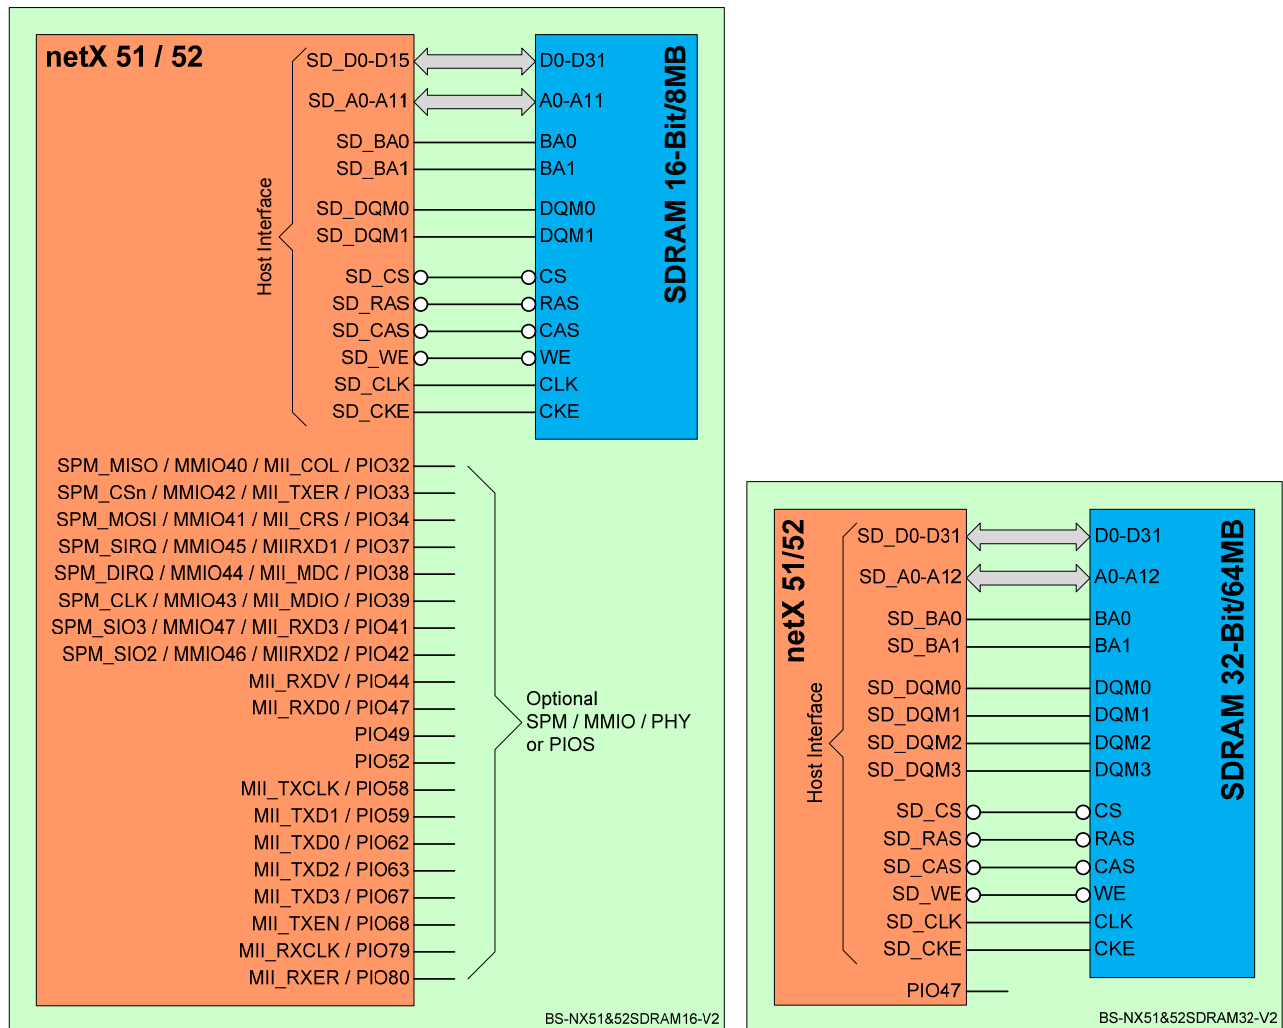 netX 51 / 52
SDRAM 16-Bit/8MB
Host Interface
SD_D0-D15 D0-D31
SD_A0-A11 A0-A11
SD_BA0 BA0
SD_BA1 BA1
SD_DQM0 DQM0
SD_DQM1 DQM1
SD_CS CS
SD_RAS RAS
SD_CAS CAS
SD_WE WE
SD_CLK CLK
SD_CKE CKE
SPM_MISO / MMIO40 / MII_COL / PIO32
SPM_CSn / MMIO42 / MII_TXER / PIO33
SPM_MOSI / MMIO41 / MII_CRS / PIO34
SPM_SIRQ / MMIO45 / MIIRXD1 / PIO37
SPM_DIRQ / MMIO44 / MII_MDC / PIO38
SPM_CLK / MMIO43 / MII_MDIO / PIO39
SPM_SIO3 / MMIO47 / MII_RXD3 / PIO41
SPM_SIO2 / MMIO46 / MIIRXD2 / PIO42
MII_RXDV / PIO44
MII_RXD0 / PIO47
PIO49
PIO52
MII_TXCLK / PIO58
MII_TXD1 / PIO59
MII_TXD0 / PIO62
MII_TXD2 / PIO63
MII_TXD3 / PIO67
MII_TXEN / PIO68
MII_RXCLK / PIO79
MII_RXER / PIO80
Optional
SPM / MMIO / PHY
or PIOS
BS-NX51&52SDRAM16-V2
netX 51/52
SDRAM 32-Bit/64MB
Host Interface
SD_D0-D31 D0-D31
SD_A0-A12 A0-A12
SD_BA0 BA0
SD_BA1 BA1
SD_DQM0 DQM0
SD_DQM1 DQM1
SD_DQM2 DQM2
SD_DQM3 DQM3
SD_CS CS
SD_RAS RAS
SD_CAS CAS
SD_WE WE
SD_CLK CLK
SD_CKE CKE
PIO47
BS-NX51&52SDRAM32-V2